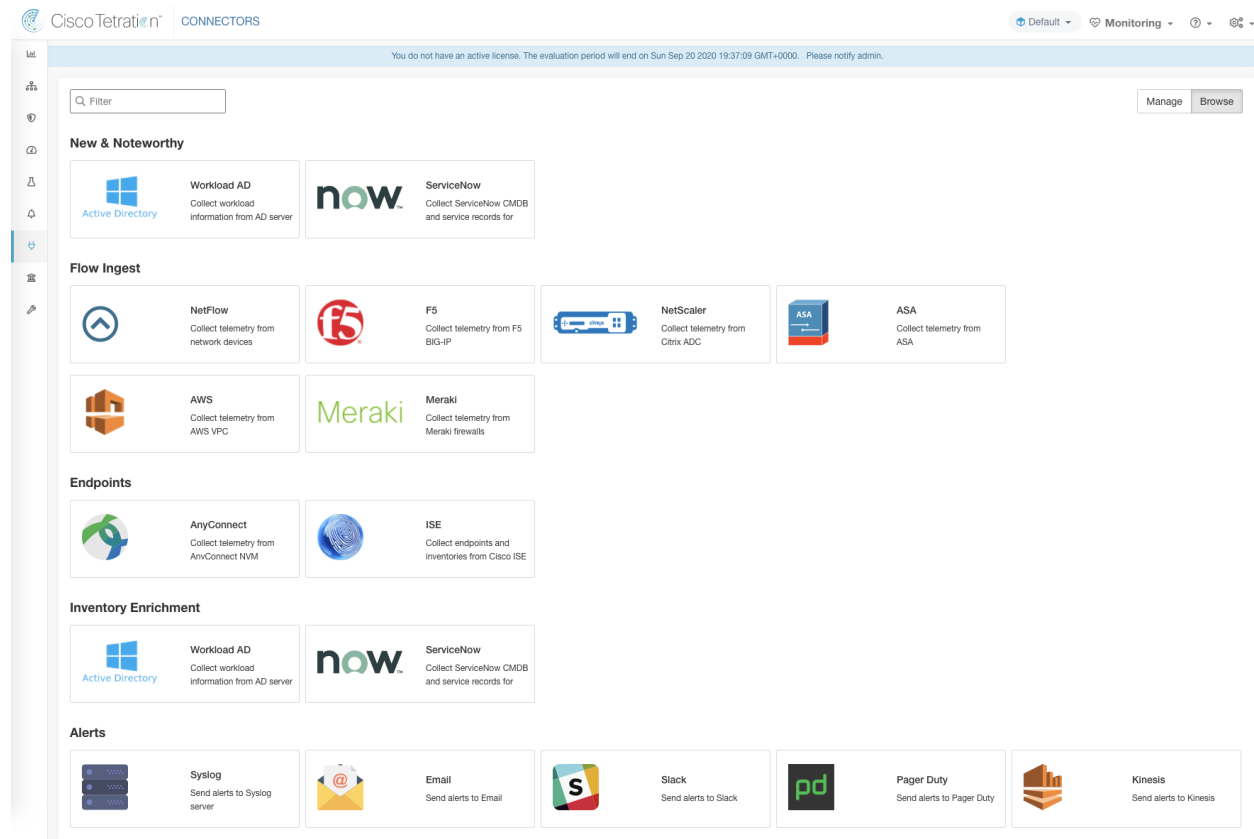 Cisco Tetration™ CONNECTORS Default Monitoring
You do not have an active license. The evaluation period will end on Sun Sep 20 2020 19:37:09 GMT+0000. Please notify admin.
Filter
Manage Browse
New & Noteworthy
Active Directory
Workload AD
Collect workload
information from AD server
now™
ServiceNow
Collect ServiceNow CMDB
and service records for
Flow Ingest
NetFlow
Collect telemetry from
network devices
f5
F5
Collect telemetry from F5
BIG-IP
citrix
NetScaler
Collect telemetry from
Citrix ADC
ASA
ASA
Collect telemetry from
ASA
AWS
Collect telemetry from
AWS VPC
Meraki
Meraki
Collect telemetry from
Meraki firewalls
Endpoints
AnyConnect
Collect telemetry from
AnyConnect NVM
ISE
Collect endpoints and
inventories from Cisco ISE
Inventory Enrichment
Active Directory
Workload AD
Collect workload
information from AD server
now™
ServiceNow
Collect ServiceNow CMDB
and service records for
Alerts
Syslog
Send alerts to Syslog
server
@
Email
Send alerts to Email
S
Slack
Send alerts to Slack
pd
Pager Duty
Send alerts to Pager Duty
Kinesis
Send alerts to Kinesis